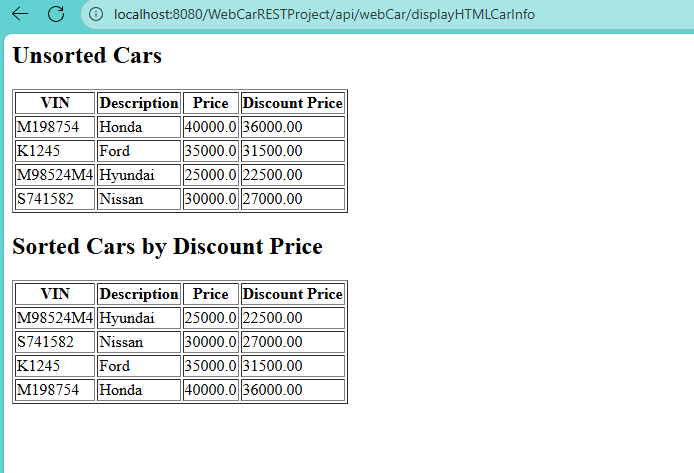 localhost:8080/WebCarRESTProject/api/webCar/displayHTMLCarInfo
Unsorted Cars
VIN Description Price Discount Price
M198754 Honda 40000.0 36000.00
K1245 Ford 35000.0 31500.00
M98524M4 Hyundai 25000.0 22500.00
S741582 Nissan 30000.0 27000.00
Sorted Cars by Discount Price
VIN Description Price Discount Price
M98524M4 Hyundai 25000.0 22500.00
S741582 Nissan 30000.0 27000.00
K1245 Ford 35000.0 31500.00
M198754 Honda 40000.0 36000.00